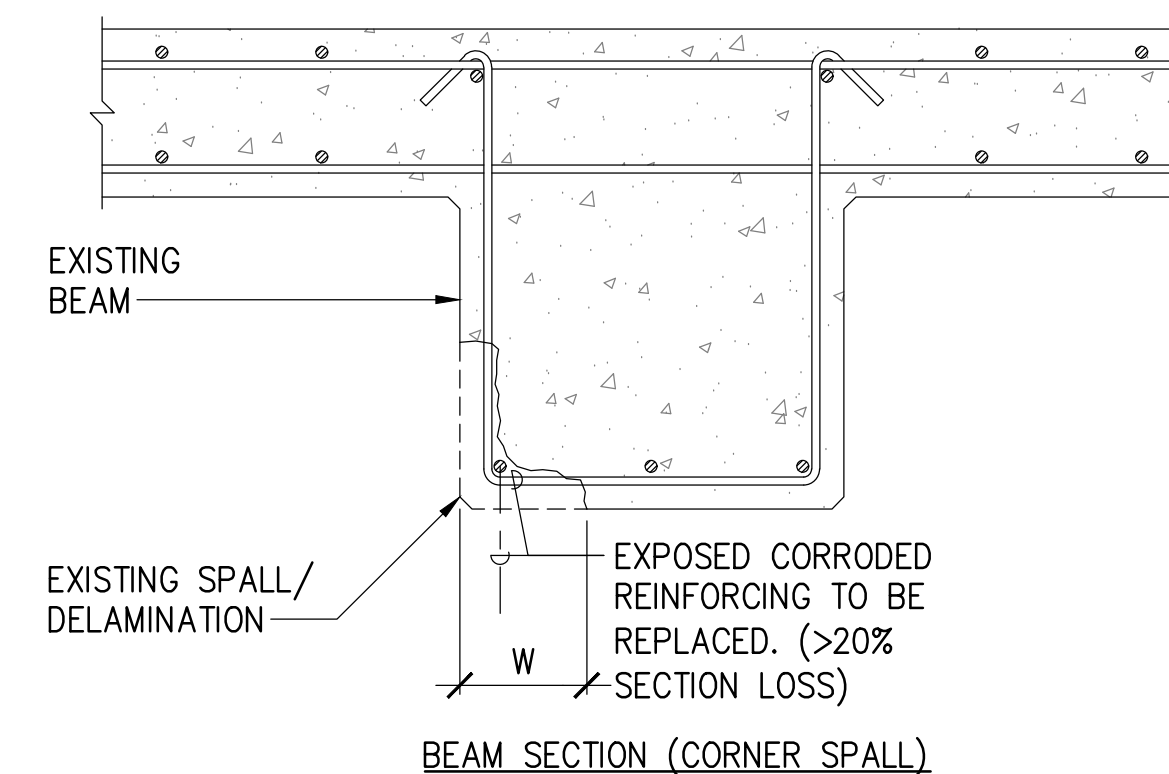 EXISTING
BEAM
EXISTING SPALL/
DELAMINATION
EXPOSED CORRODED
REINFORCING TO BE
REPLACED. (>20%
SECTION LOSS)
W
BEAM SECTION (CORNER SPALL)